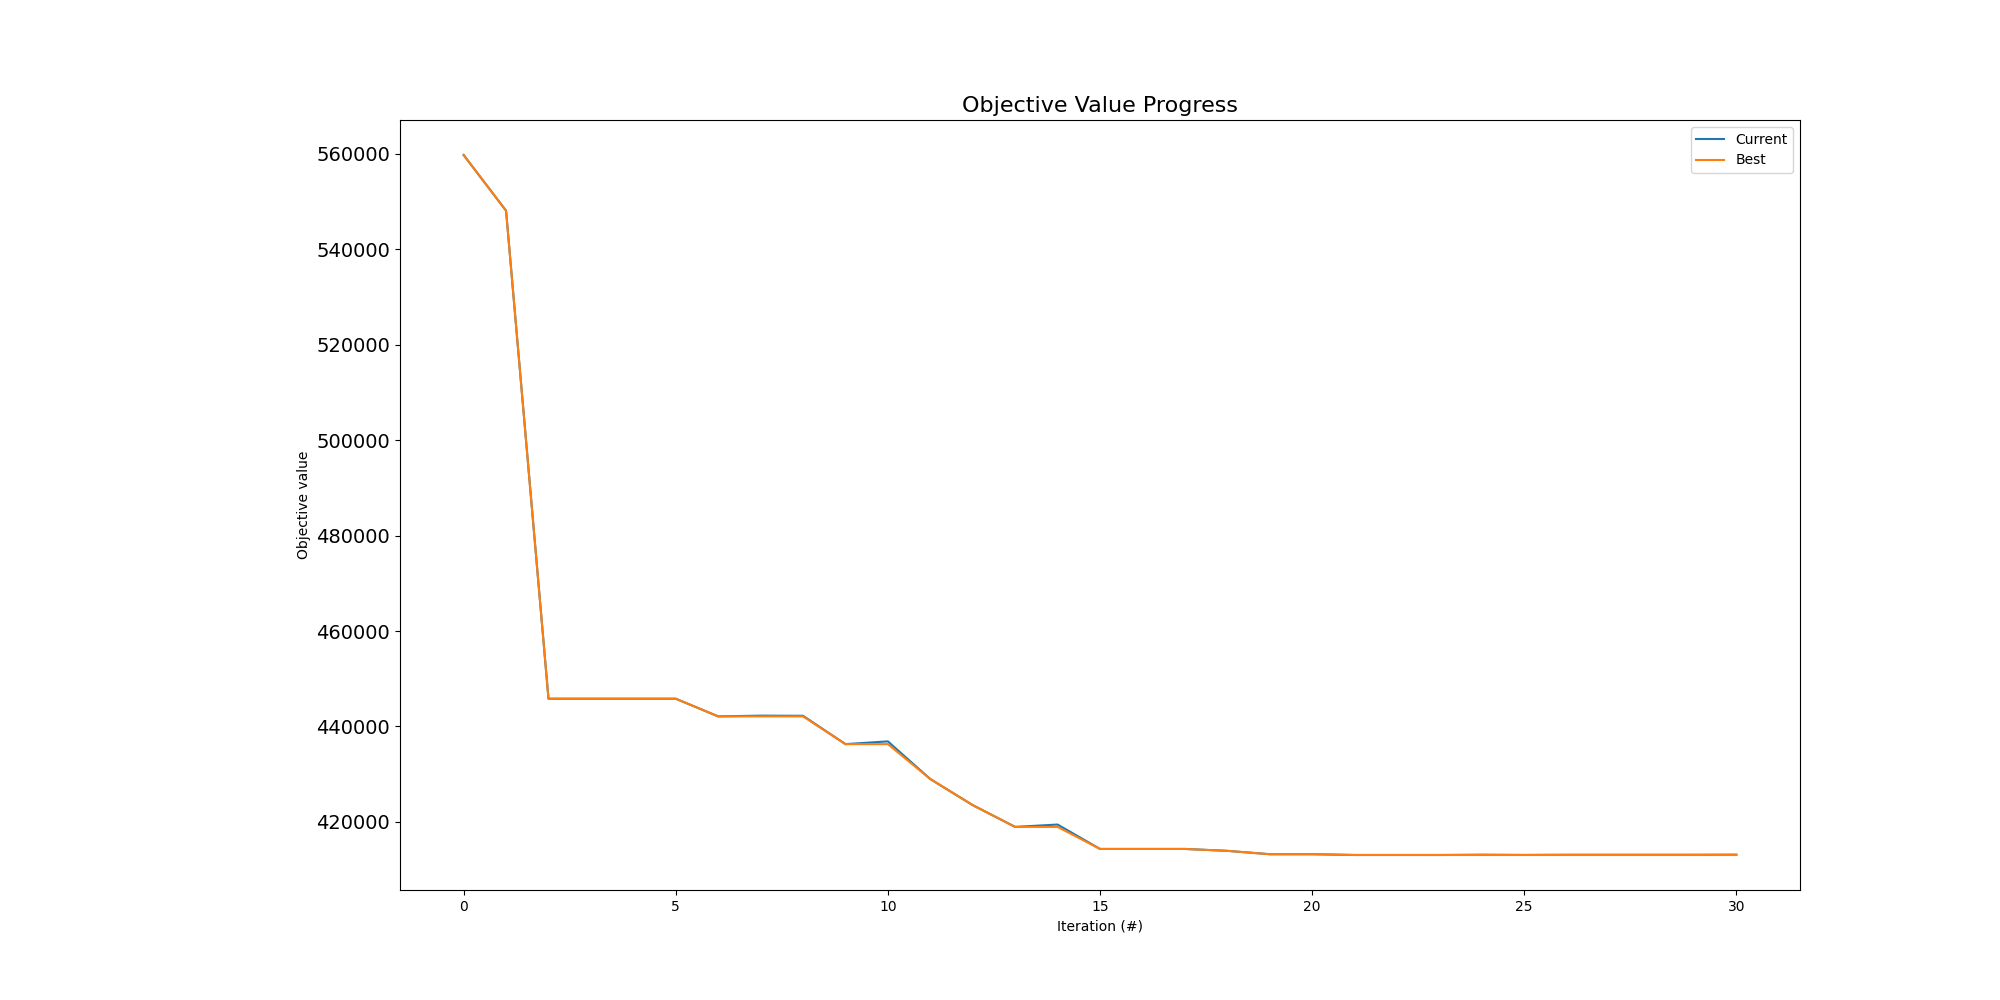 Objective Value Progress
Current
Best
560000
540000
520000
500000
480000
460000
440000
420000
Objective value
0 5 10 15 20 25 30
Iteration (#)